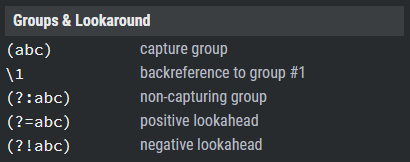 Groups & Lookaround
(abc) capture group
\1 backreference to group #1
(?:abc) non-capturing group
(?=abc) positive lookahead
(?!abc) negative lookahead